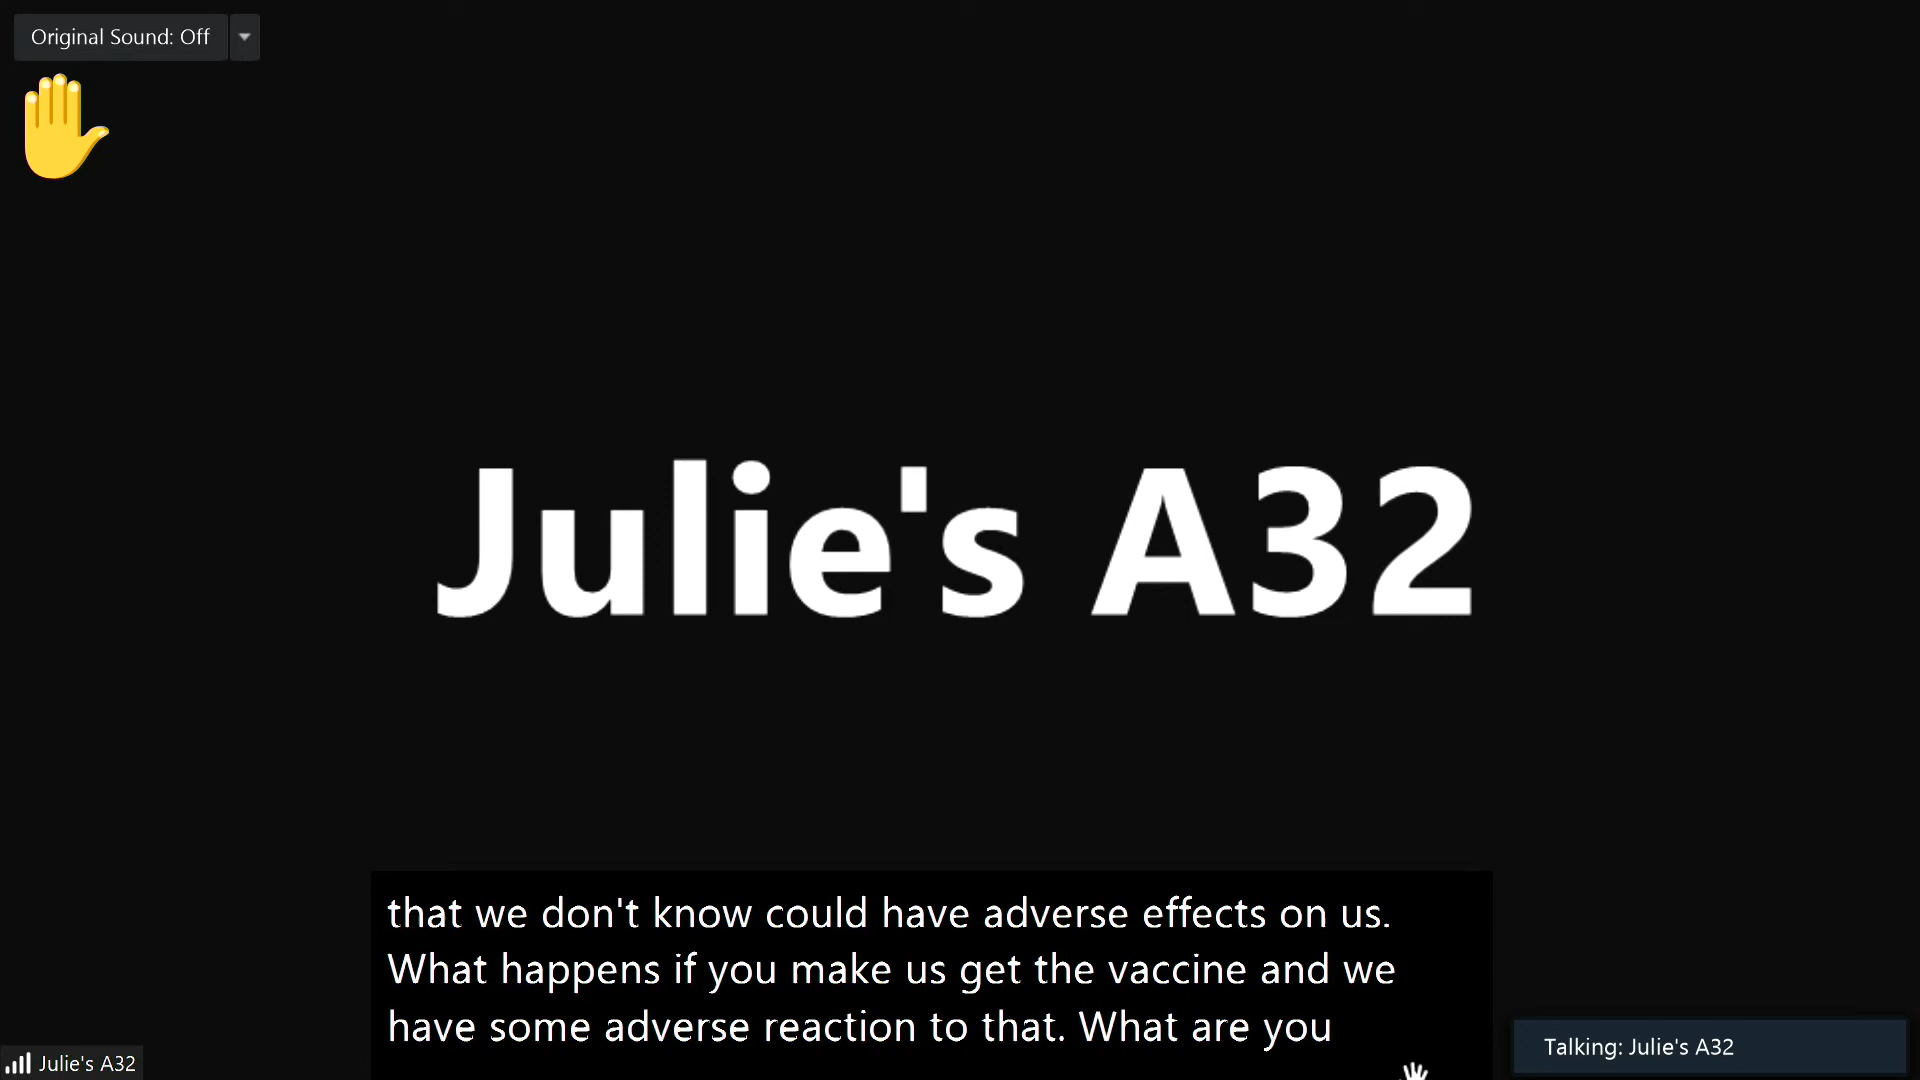 Original Sound: Off
Julie's A32
that we don't know could have adverse effects on us.
What happens if you make us get the vaccine and we
have some adverse reaction to that. What are you
Talking: Julie's A32
Julie's A32